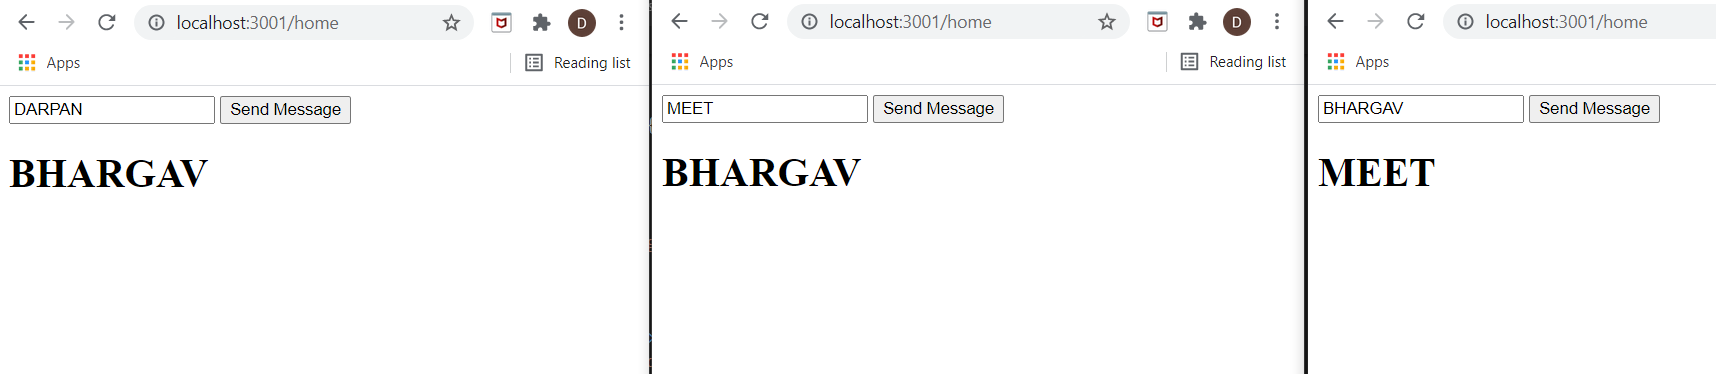 localhost:3001/home D
Apps Reading list
DARPAN Send Message
BHARGAV
localhost:3001/home D
Apps Reading list
MEET Send Message
BHARGAV
localhost:3001/home
Apps
BHARGAV Send Message
MEET